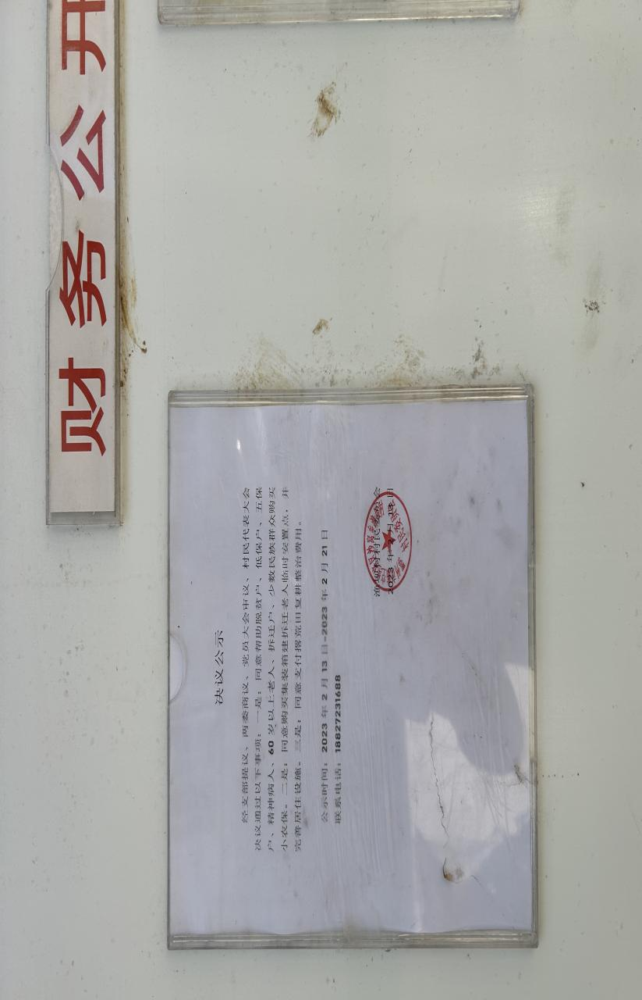 财务公开
决议公示
经支部提议、两委商议、党员大会审议、村民代表大会
决议通过以下事项:一是:同意帮助脱贫户、低保户、五保
户、精神病人、60 岁以上老人、拆迁户、少数民族群众购买
小农保。二是:同意购买集装箱建拆迁老人临时安置点,并
完善居住设施。三是:同意支付撂荒田复耕整治费用。
公示时间:2023 年 2 月 13 日-2023 年 2 月 21 日
联系电话:18827231688
村村民委员会
2023 年 2 月 13 日